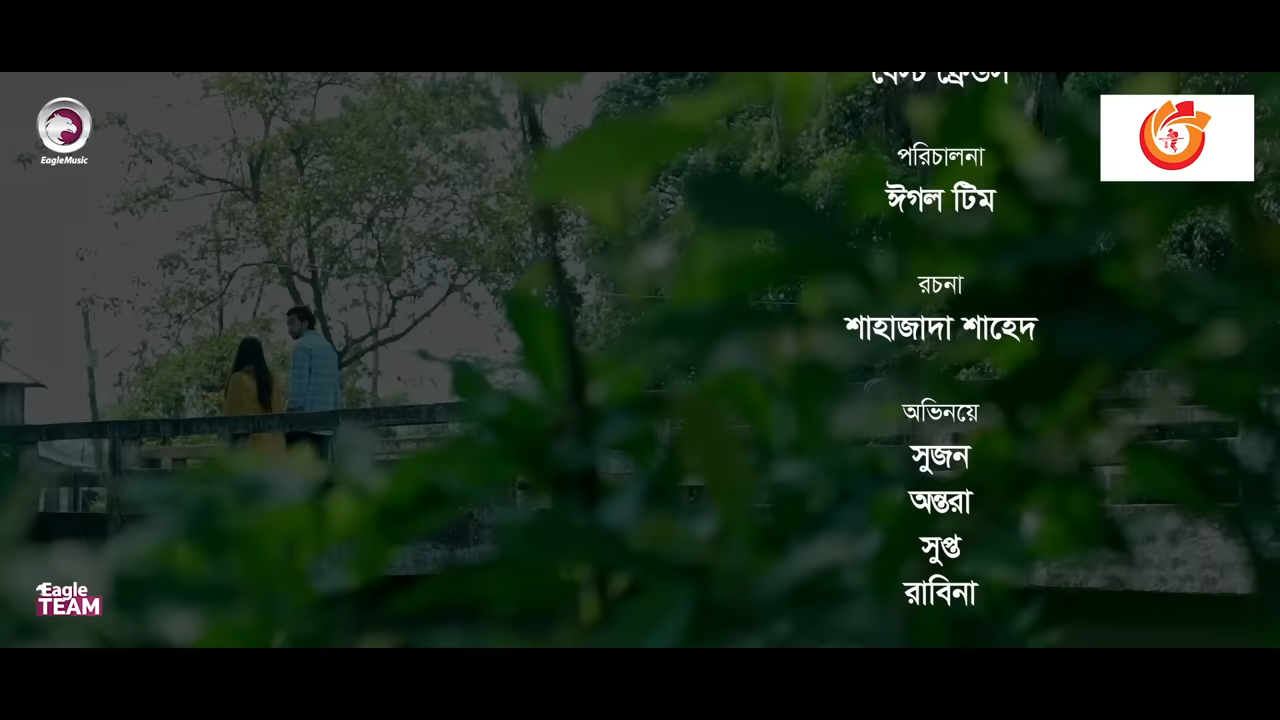 EagleMusic
পরিচালনা
ঈগল টিম
রচনা
শাহাজাদা শাহেদ
অভিনয়ে
সুজন
অন্তরা
সুপ্ত
রাবিনা
Eagle
TEAM